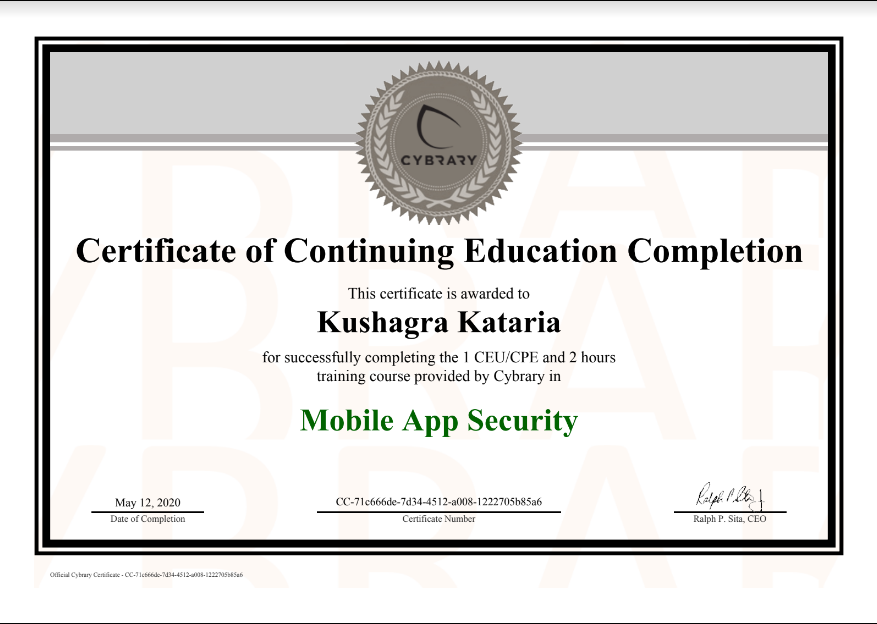 CYBRARY
Certificate of Continuing Education Completion
This certificate is awarded to
Kushagra Kataria
for successfully completing the 1 CEU/CPE and 2 hours
training course provided by Cybrary in
Mobile App Security
May 12, 2020
Date of Completion
CC-71c666de-7d34-4512-a008-1222705b85a6
Certificate Number
Ralph P. Sita, CEO
Official Cybrary Certificate - CC-71c666de-7d34-4512-a008-1222705b85a6